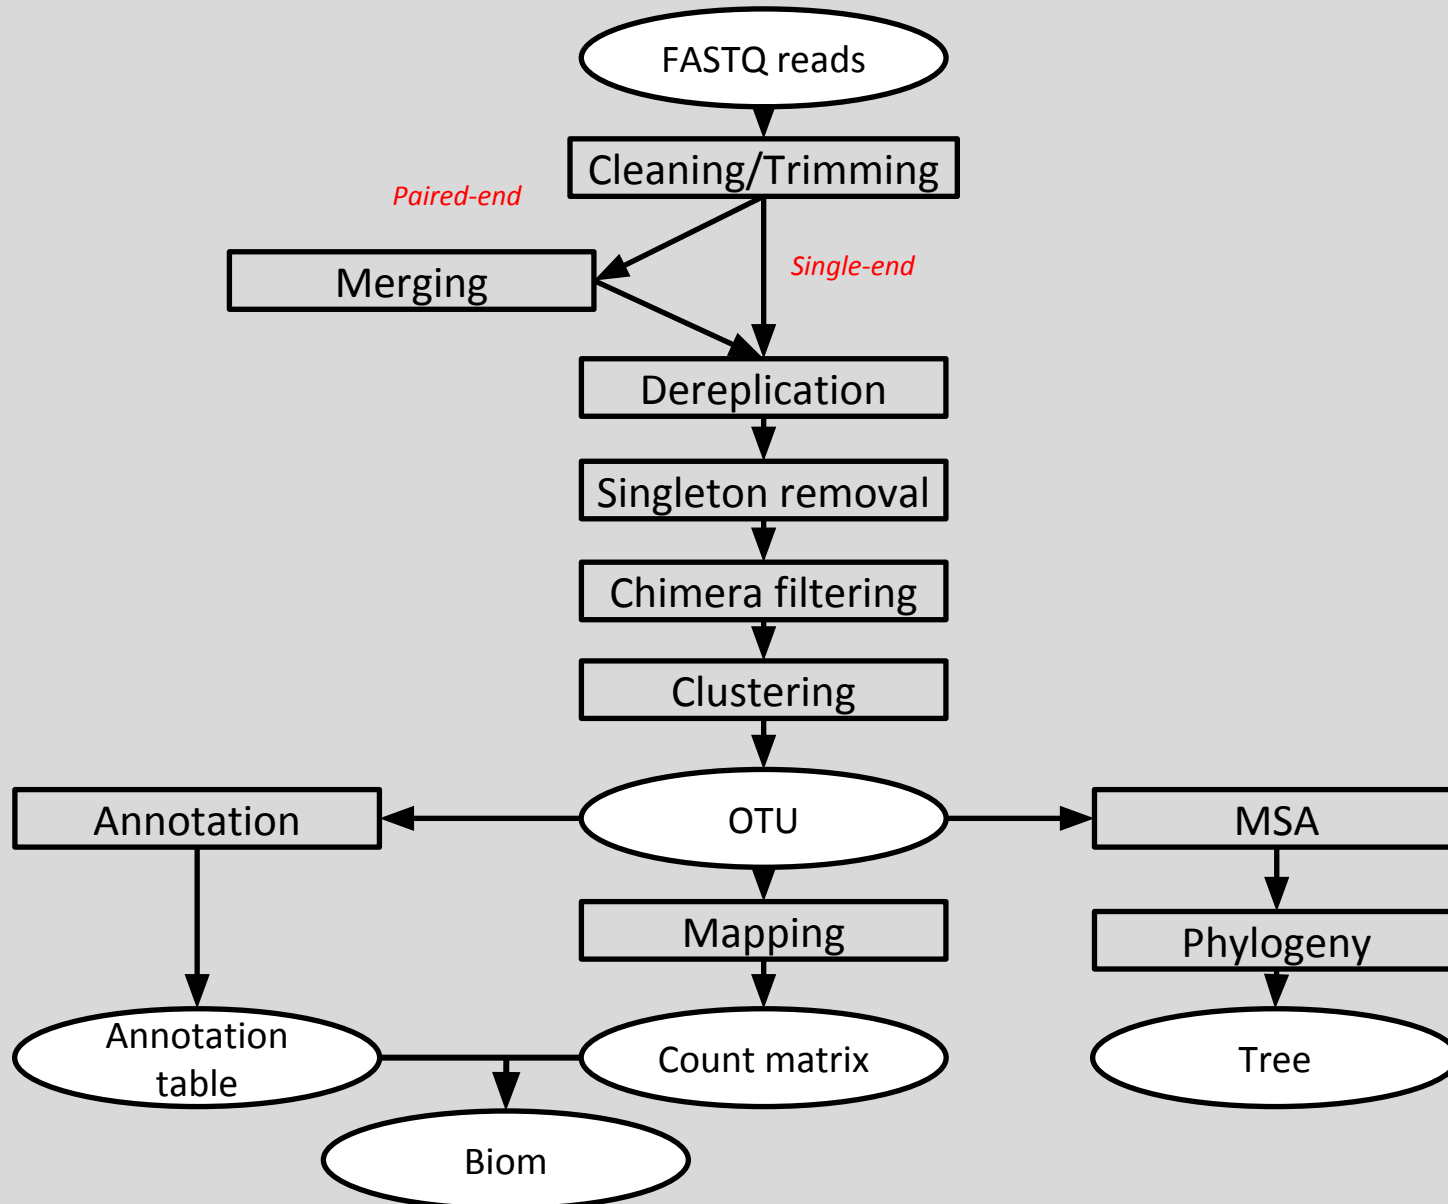 FASTQ reads
Cleaning/Trimming
Paired-end
Single-end
Merging
Dereplication
Singleton removal
Chimera filtering
Clustering
Annotation
OTU
MSA
Mapping
Phylogeny
Annotation
table
Count matrix
Tree
Biom